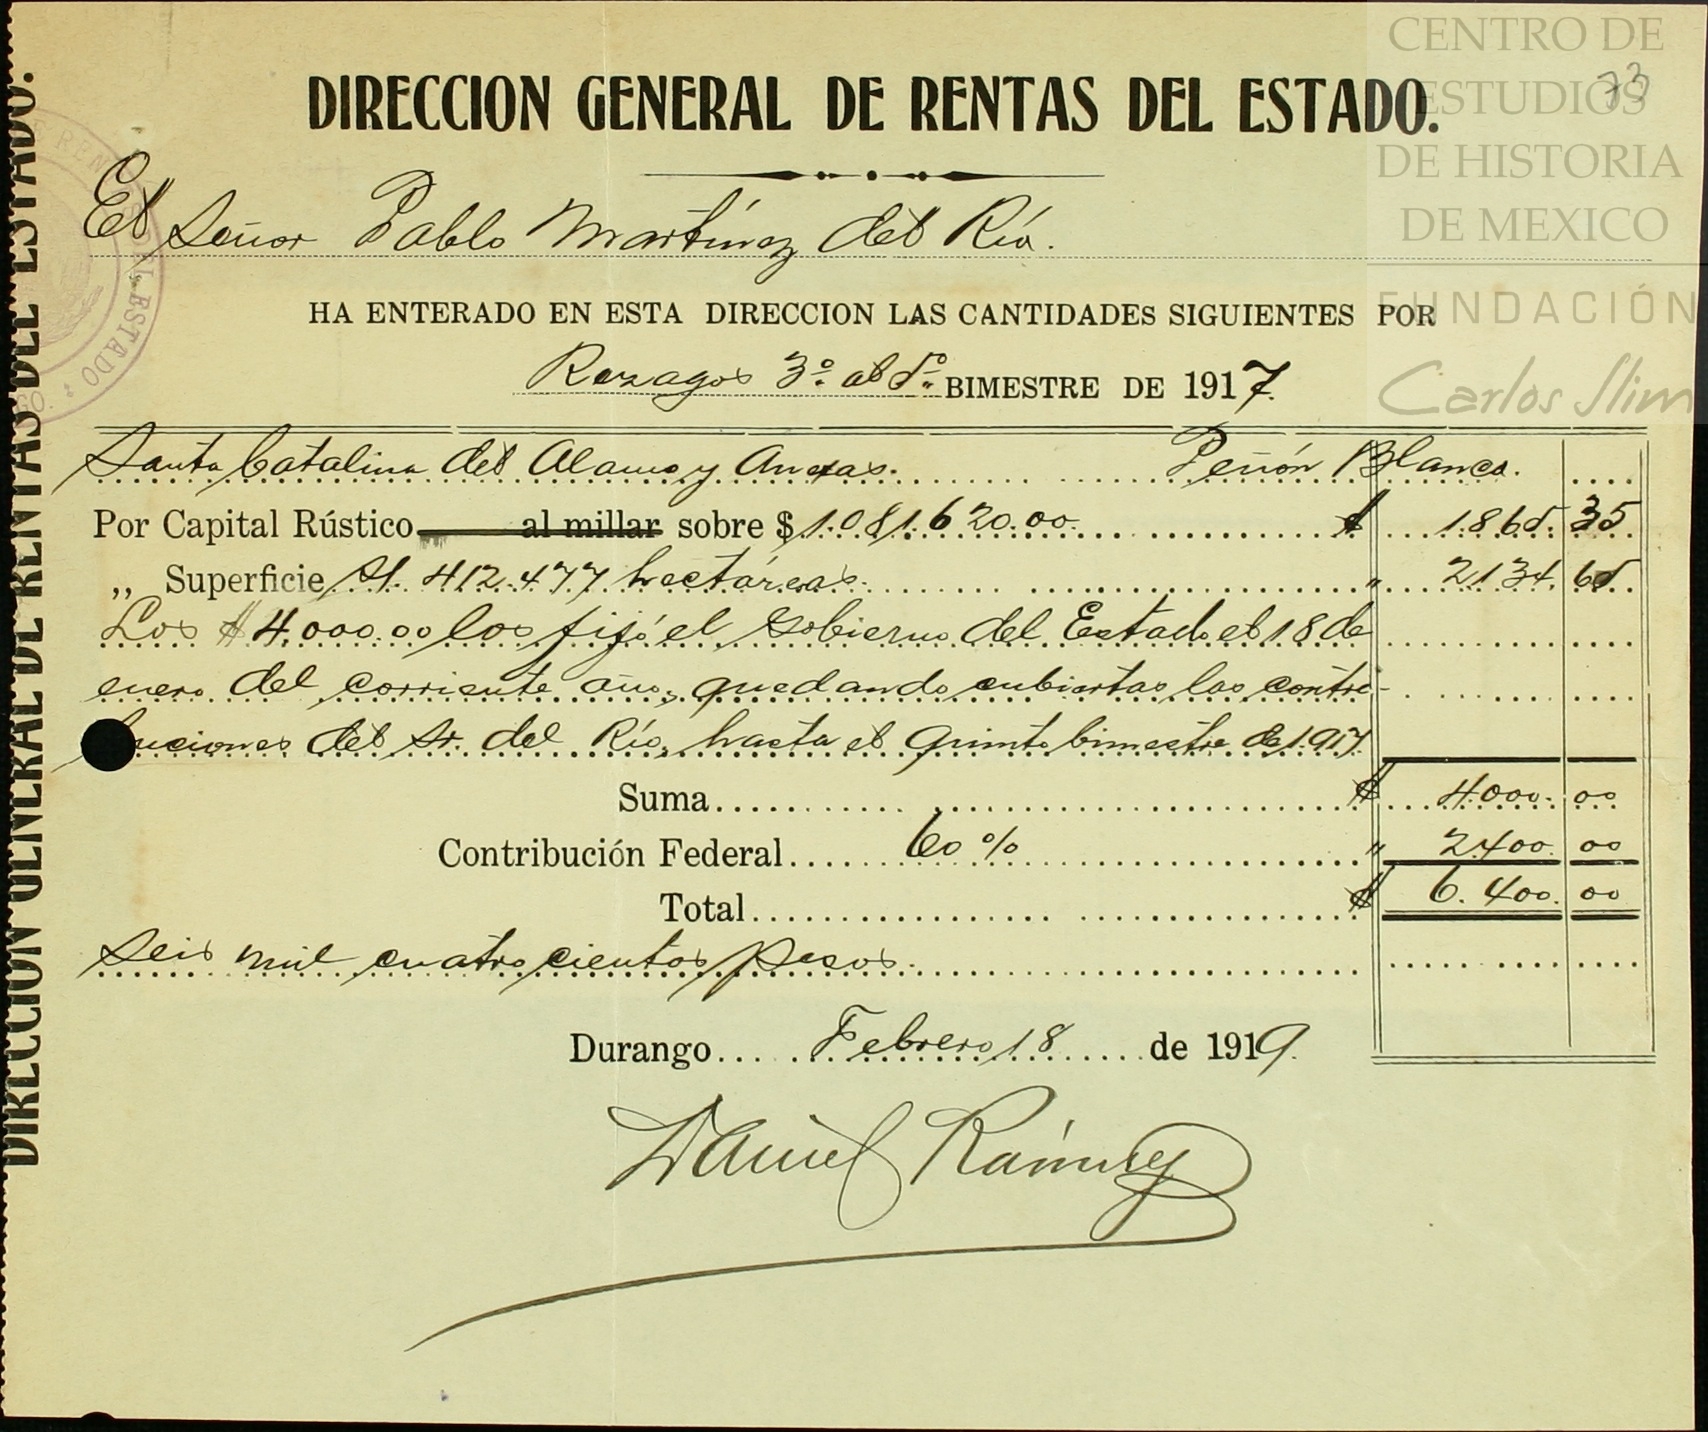 CENTRO DE
ESTUDIOS
DE HISTORIA
DE MEXICO
FUNDACIÓN
Carlos Slim
73
DIRECCION GENERAL DE RENTAS DEL ESTADO.
DIRECCION GENERAL DE RENTAS DEL ESTADO.
El Señor Pablo Martínez del Río.
HA ENTERADO EN ESTA DIRECCION LAS CANTIDADES SIGUIENTES POR
Rezagos 3º. al 5º. BIMESTRE DE 1917.
Santa Catalina del Alamo y Anexas. Peñón Blanco.
Por Capital Rústico al millar sobre $ 1.081.620.00. $ 1.865. 35
„ Superficie St. 412.477 hectáreas. " 2134. 65
Los $ 4.000.00 los fijó el Gobierno del Estado el 18 de
enero del corriente año, quedando cubiertas las contri-
buciones del Sr. del Río, hasta el quinto bimestre de 1917
Suma $ 4000. 00
Contribución Federal 60 % " 2400. 00
Total $ 6.400. 00
Seis mil cuatrocientos pesos.
Durango Febrero 18 de 1919.
Daniel Ramírez